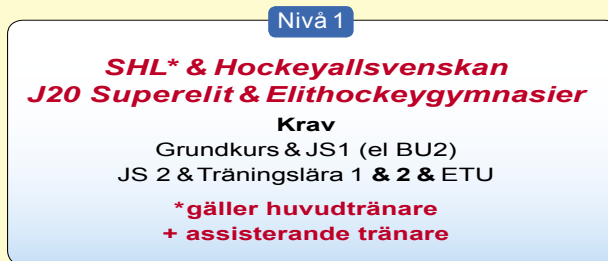 Nivå 1
SHL* & Hockeyallsvenskan
J20 Superelit & Elithockeygymnasier
Krav
Grundkurs & JS1 (el BU2)
JS 2 & Träningslära 1 & 2 & ETU
*gäller huvudtränare
+ assisterande tränare